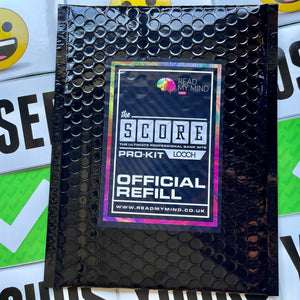 READ
MY MIND
the
SCORE
THE ULTIMATE PROFESSIONAL BANK NITE
PRO-KIT LOOCH
OFFICIAL
REFILL
WWW.READMYMIND.CO.UK